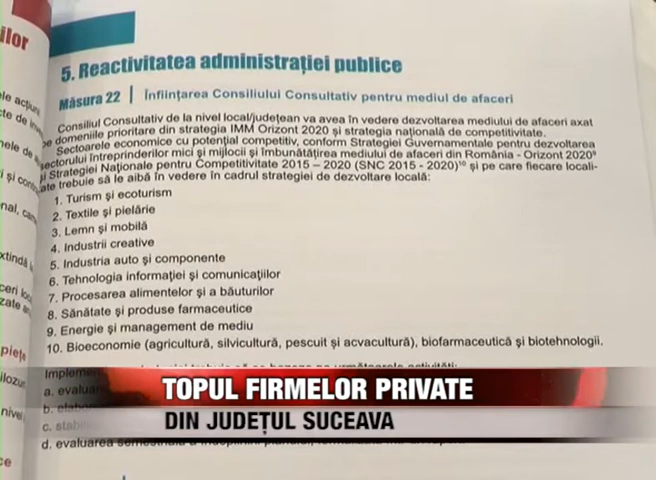 5. Reactivitatea administrației publice
Măsura 22 | Înființarea Consiliului Consultativ pentru mediul de afaceri
Consiliul Consultativ de la nivel local/județean va avea în vedere dezvoltarea mediului de afaceri axat
pe domeniile prioritare din strategia IMM Orizont 2020 și strategia națională de competitivitate.
Sectoarele economice cu potențial competitiv, conform Strategiei Guvernamentale pentru dezvoltarea
sectorului întreprinderilor mici și mijlocii și îmbunătățirea mediului de afaceri din România - Orizont 2020⁹
și Strategiei Naționale pentru Competitivitate 2015 – 2020 (SNC 2015 - 2020)¹⁰ și pe care fiecare locali-
ate trebuie să le aibă în vedere în cadrul strategiei de dezvoltare locală:
1. Turism și ecoturism
2. Textile și pielărie
3. Lemn și mobilă
4. Industrii creative
5. Industria auto și componente
6. Tehnologia informației și comunicațiilor
7. Procesarea alimentelor și a băuturilor
8. Sănătate și produse farmaceutice
9. Energie și management de mediu
10. Bioeconomie (agricultură, silvicultură, pescuit și acvacultură), biofarmaceutică și biotehnologii.
a. evaluar
b.
c. stabil
d. evaluarea
TOPUL FIRMELOR PRIVATE
DIN JUDEȚUL SUCEAVA